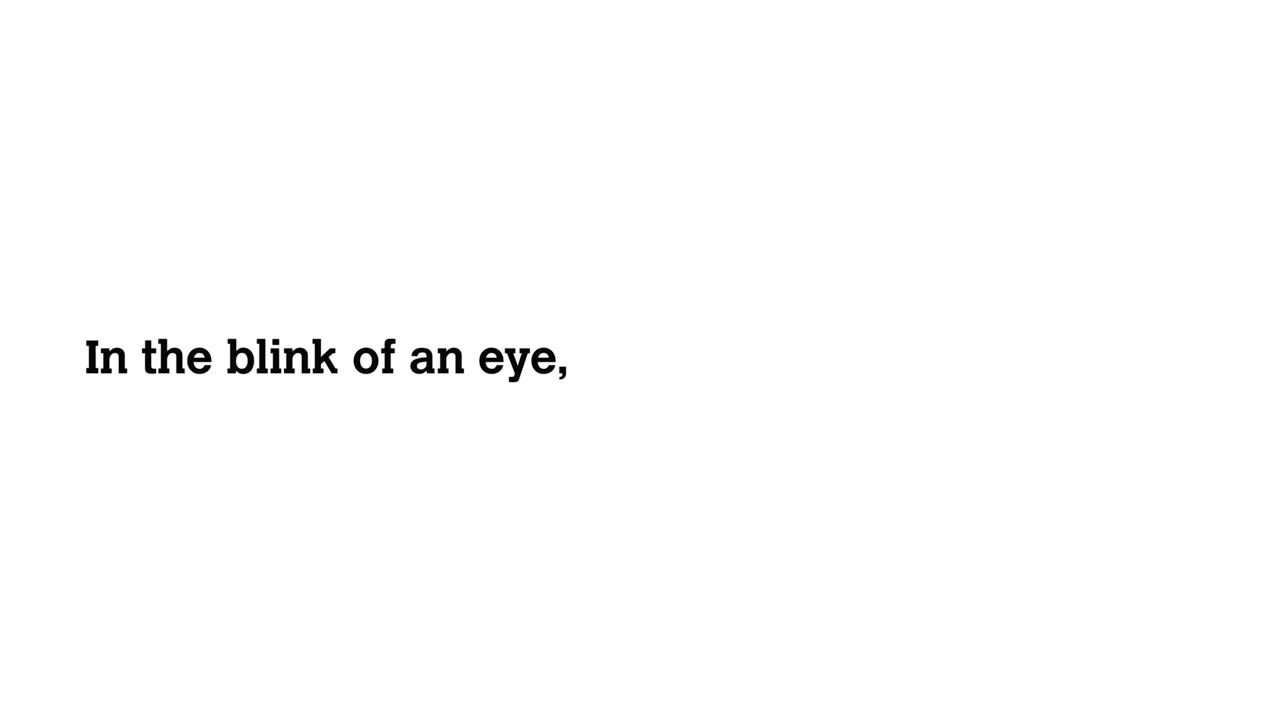 In the blink of an eye,